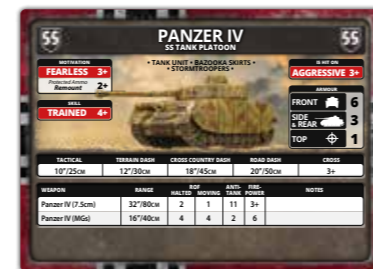 SS
PANZER IV
SS
SS TANK PLATOON
MOTIVATION
FEARLESS 3+
Protected Ammo
Remount 2+
SKILL
TRAINED 4+
• TANK UNIT • BAZOOKA SKIRTS •
• STORMTROOPERS •
IS HIT ON
AGGRESSIVE 3+
ARMOUR
FRONT 6
SIDE & REAR 3
TOP 1
TACTICAL TERRAIN DASH CROSS COUNTRY DASH ROAD DASH CROSS
10"/25CM 12"/30CM 18"/45CM 20"/50CM 3+
WEAPON RANGE ROF HALTED MOVING ANTI-TANK FIRE-POWER NOTES
Panzer IV (7.5cm) 32"/80CM 2 1 11 3+
Panzer IV (MGs) 16"/40CM 4 4 2 6